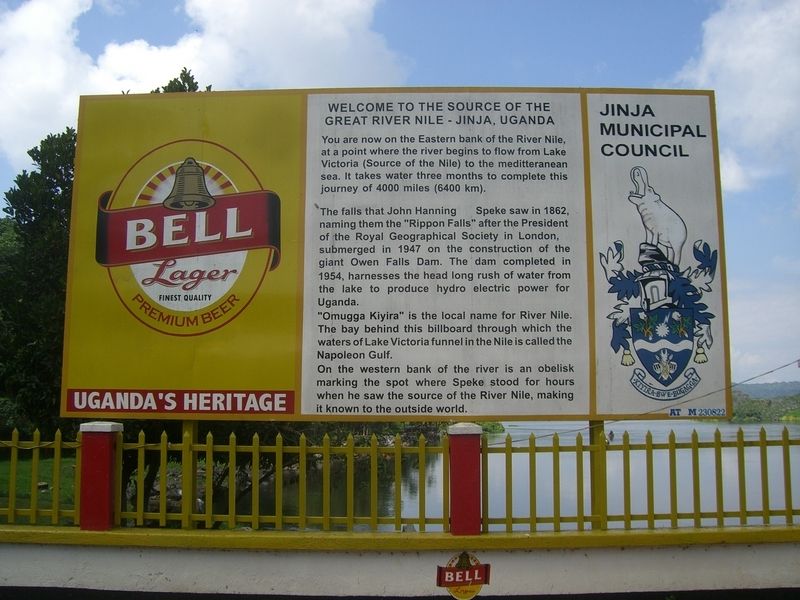 BELL
Lager
FINEST QUALITY
PREMIUM BEER
UGANDA'S HERITAGE
WELCOME TO THE SOURCE OF THE
GREAT RIVER NILE - JINJA, UGANDA
You are now on the Eastern bank of the River Nile,
at a point where the river begins to flow from Lake
Victoria (Source of the Nile) to the meditteranean
sea. It takes water three months to complete this
journey of 4000 miles (6400 km).
The falls that John Hanning Speke saw in 1862,
naming them the "Rippon Falls" after the President
of the Royal Geographical Society in London,
submerged in 1947 on the construction of the
giant Owen Falls Dam. The dam completed in
1954, harnesses the head long rush of water from
the lake to produce hydro electric power for
Uganda.
"Omugga Kiyira" is the local name for River Nile.
The bay behind this billboard through which the
waters of Lake Victoria funnel in the Nile is called the
Napoleon Gulf.
On the western bank of the river is an obelisk
marking the spot where Speke stood for hours
when he saw the source of the River Nile, making
it known to the outside world.
JINJA
MUNICIPAL
COUNCIL
AT M 230822
BELL
Lager